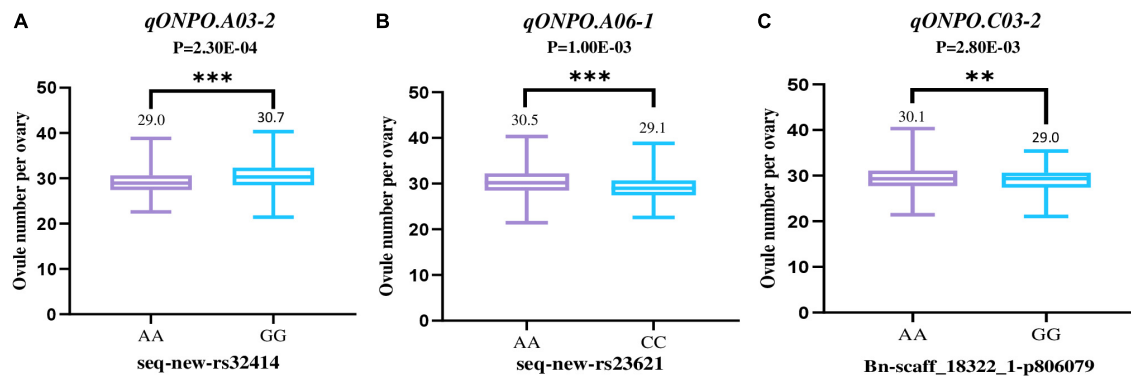 A
qONPO.A03-2
P=2.30E-04
***
29.0
30.7
50
40
30
20
10
0
Ovule number per ovary
AA
GG
seq-new-rs32414
B
qONPO.A06-1
P=1.00E-03
***
30.5
29.1
50
40
30
20
10
0
Ovule number per ovary
AA
CC
seq-new-rs23621
C
qONPO.C03-2
P=2.80E-03
**
30.1
29.0
50
40
30
20
10
0
Ovule number per ovary
AA
GG
Bn-scaff_18322_1-p806079